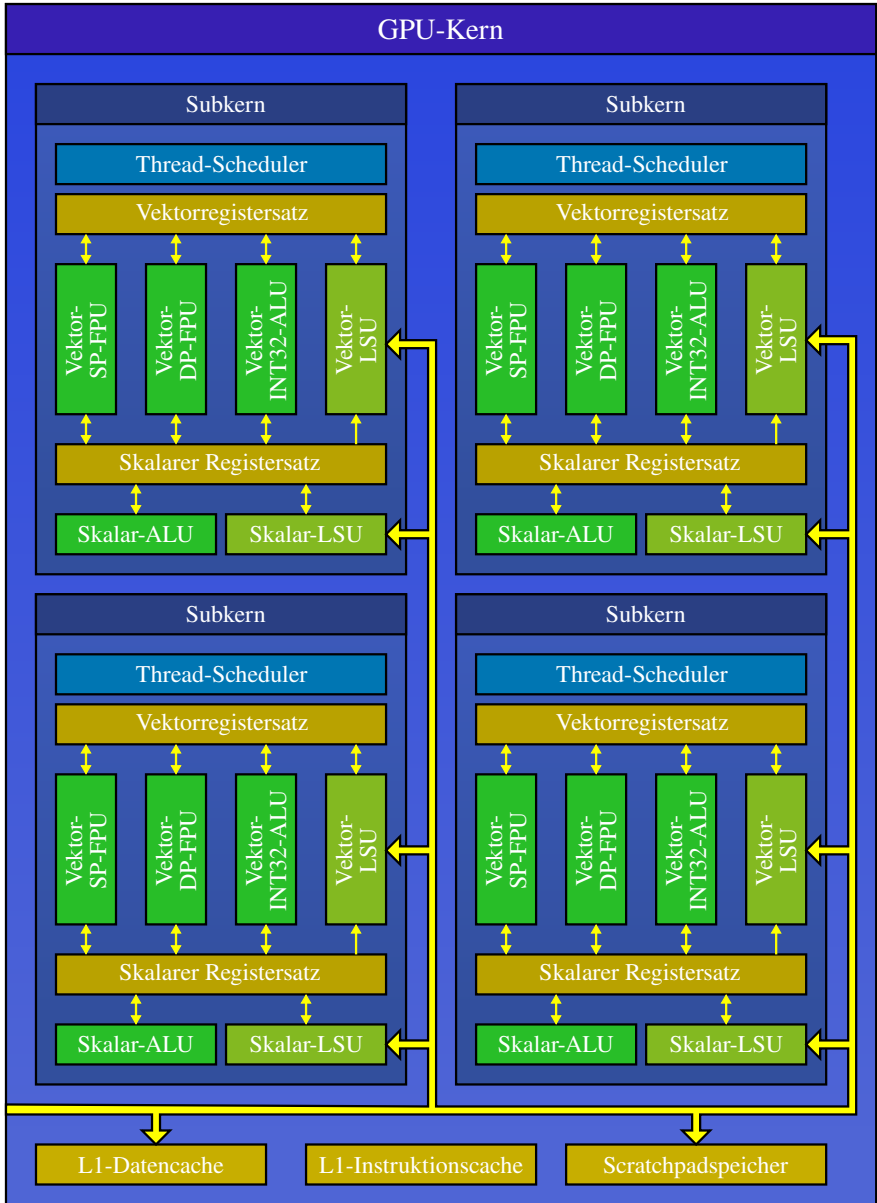 GPU-Kern
Subkern
Thread-Scheduler
Vektorregistersatz
Vektor-
SP-FPU
Vektor-
DP-FPU
Vektor-
INT32-ALU
Vektor-
LSU
Skalarer Registersatz
Skalar-ALU
Skalar-LSU
Subkern
Thread-Scheduler
Vektorregistersatz
Vektor-
SP-FPU
Vektor-
DP-FPU
Vektor-
INT32-ALU
Vektor-
LSU
Skalarer Registersatz
Skalar-ALU
Skalar-LSU
Subkern
Thread-Scheduler
Vektorregistersatz
Vektor-
SP-FPU
Vektor-
DP-FPU
Vektor-
INT32-ALU
Vektor-
LSU
Skalarer Registersatz
Skalar-ALU
Skalar-LSU
Subkern
Thread-Scheduler
Vektorregistersatz
Vektor-
SP-FPU
Vektor-
DP-FPU
Vektor-
INT32-ALU
Vektor-
LSU
Skalarer Registersatz
Skalar-ALU
Skalar-LSU
L1-Datencache
L1-Instruktionscache
Scratchpadspeicher